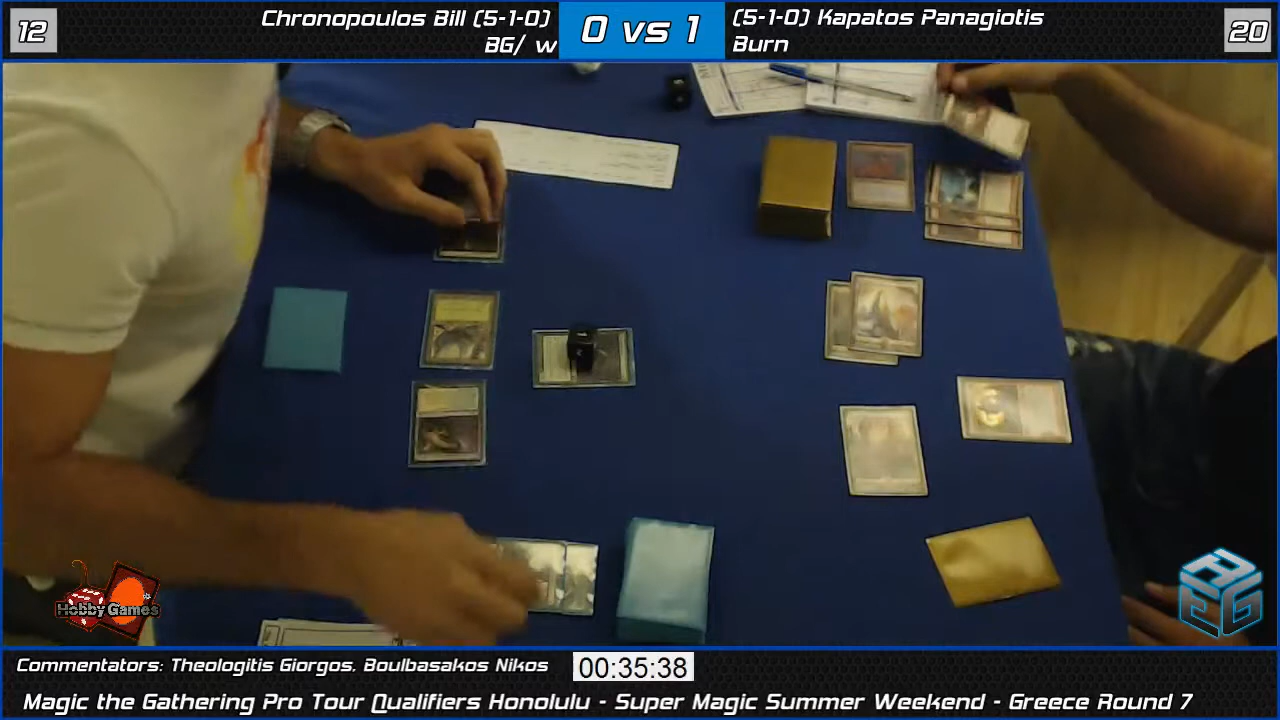 12
Chronopoulos Bill (5-1-0)
BG/ w
0 vs 1
(5-1-0) Kapatos Panagiotis
Burn
20
Hobby Games
Commentators: Theologitis Giorgos, Boulbasakos Nikos
00:35:38
Magic the Gathering Pro Tour Qualifiers Honolulu - Super Magic Summer Weekend - Greece Round 7